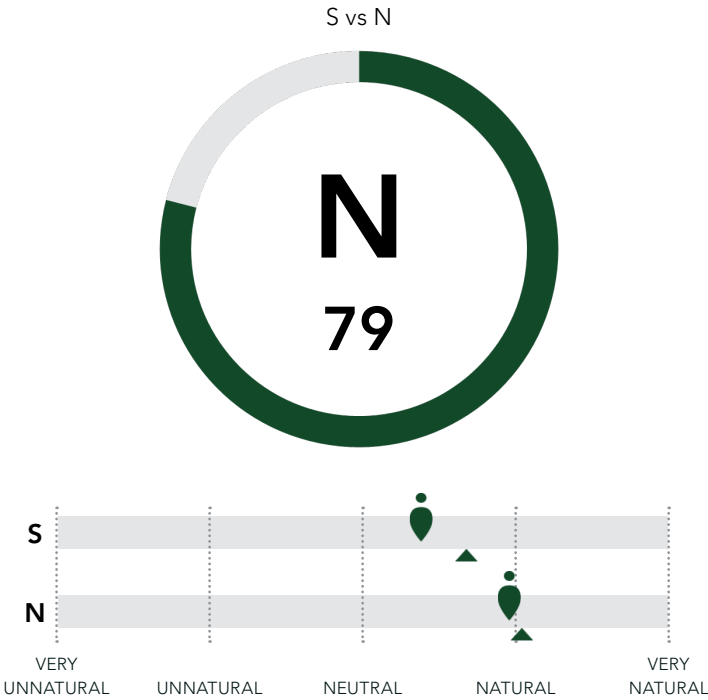 S vs N
N
79
S
N
VERY UNNATURAL
UNNATURAL
NEUTRAL
NATURAL
VERY NATURAL